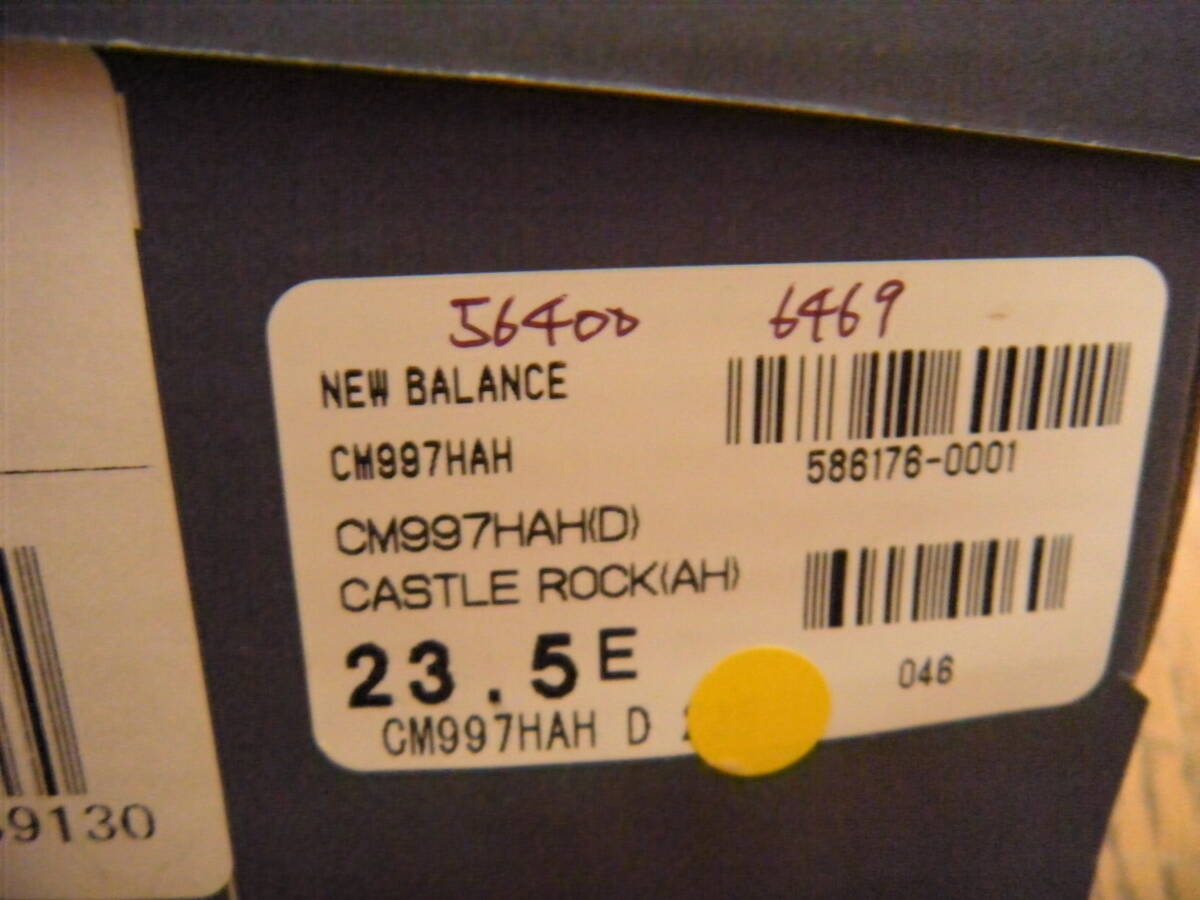 56400 6469
NEW BALANCE
CM997HAH
586176-0001
CM997HAH(D)
CASTLE ROCK(AH)
23.5E
046
CM997HAH D
9130